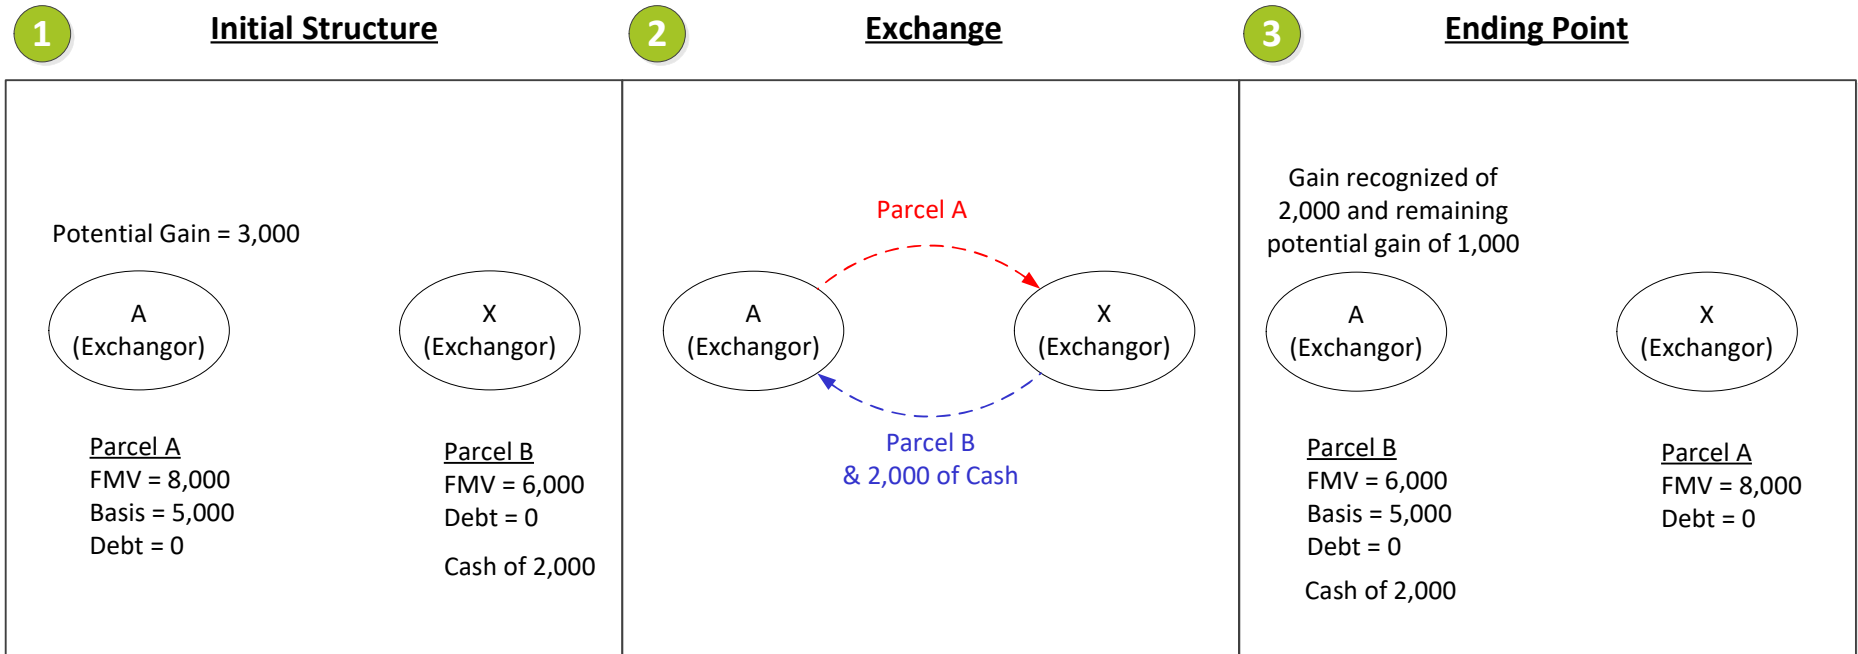 1
Initial Structure
Potential Gain = 3,000
A
(Exchangor)
X
(Exchangor)
Parcel A
FMV = 8,000
Basis = 5,000
Debt = 0
Parcel B
FMV = 6,000
Debt = 0
Cash of 2,000
2
Exchange
Parcel A
A
(Exchangor)
X
(Exchangor)
Parcel B
& 2,000 of Cash
3
Ending Point
Gain recognized of
2,000 and remaining
potential gain of 1,000
A
(Exchangor)
X
(Exchangor)
Parcel B
FMV = 6,000
Basis = 5,000
Debt = 0
Cash of 2,000
Parcel A
FMV = 8,000
Debt = 0